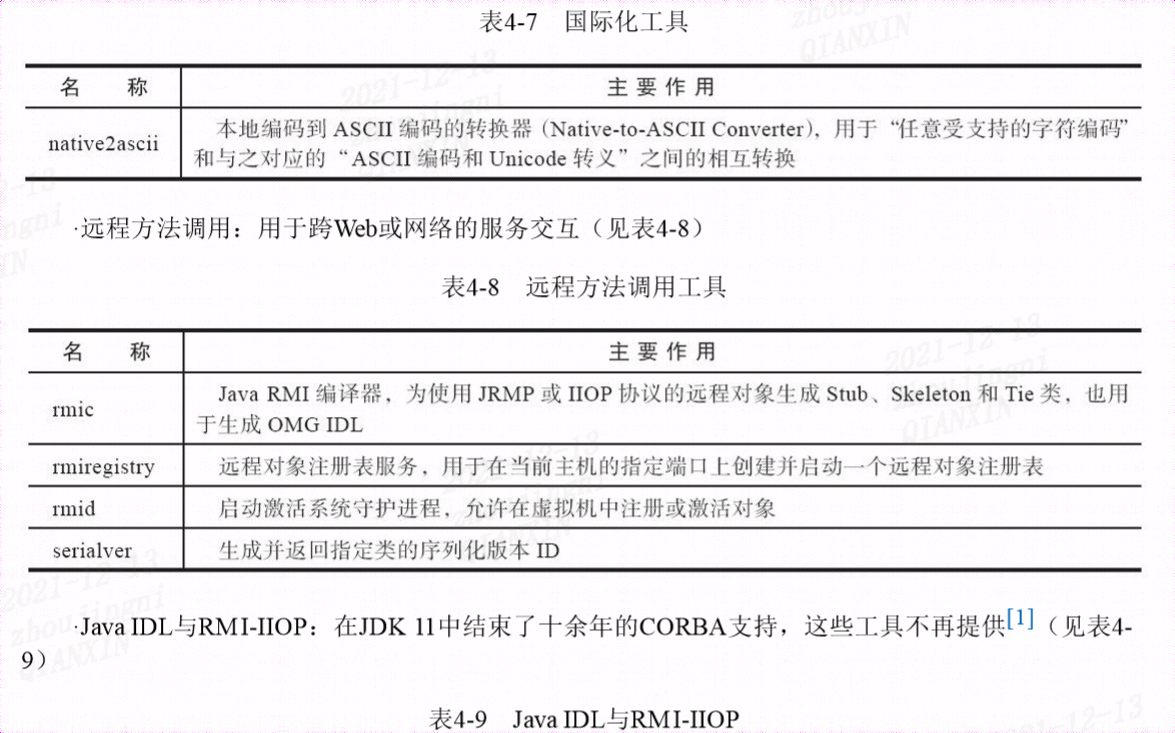 表4-7 国际化工具
名 称 主 要 作 用
native2ascii 本地编码到 ASCII 编码的转换器（Native-to-ASCII Converter），用于“任意受支持的字符编码”
和与之对应的“ASCII 编码和 Unicode 转义”之间的相互转换
·远程方法调用：用于跨Web或网络的服务交互（见表4-8）
表4-8 远程方法调用工具
名 称 主 要 作 用
rmic Java RMI 编译器，为使用 JRMP 或 IIOP 协议的远程对象生成 Stub、Skeleton 和 Tie 类，也用
于生成 OMG IDL
rmiregistry 远程对象注册表服务，用于在当前主机的指定端口上创建并启动一个远程对象注册表
rmid 启动激活系统守护进程，允许在虚拟机中注册或激活对象
serialver 生成并返回指定类的序列化版本 ID
·Java IDL与RMI-IIOP：在JDK 11中结束了十余年的CORBA支持，这些工具不再提供[1]（见表4-
9）
表4-9 Java IDL与RMI-IIOP
2021-12-13
zhoujingni
QIANXIN